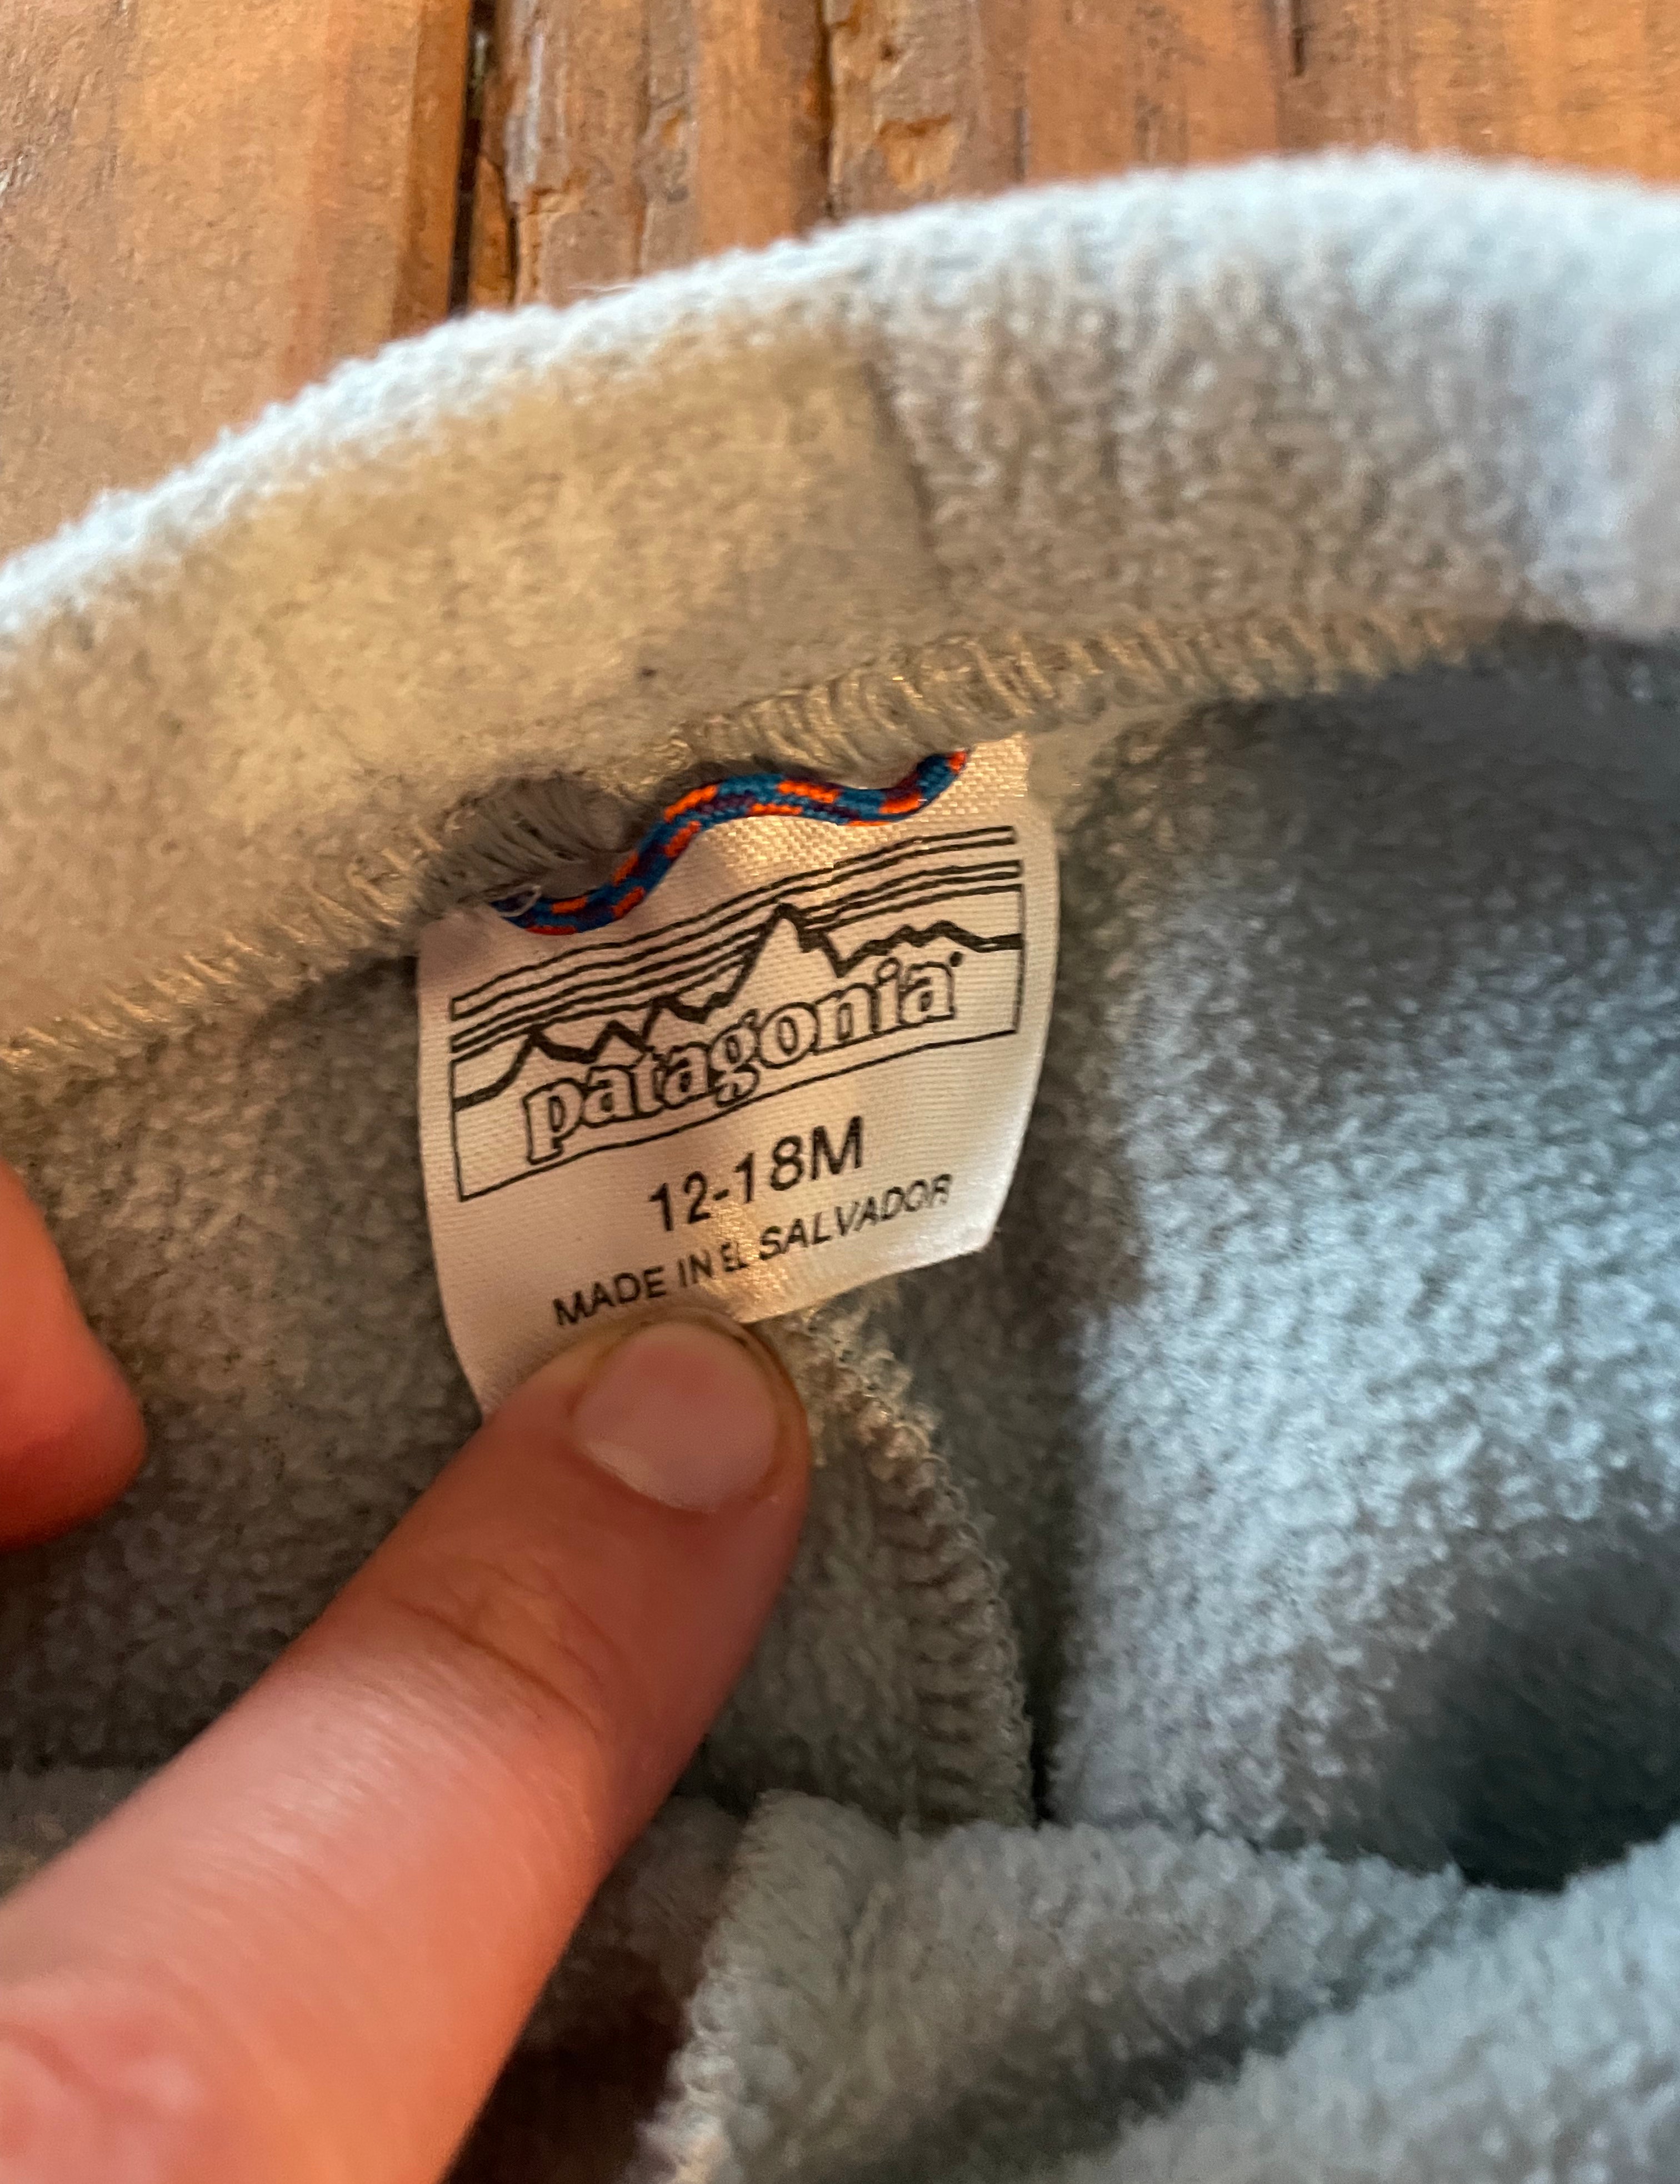 patagonia®
12-18M
MADE IN EL SALVADOR